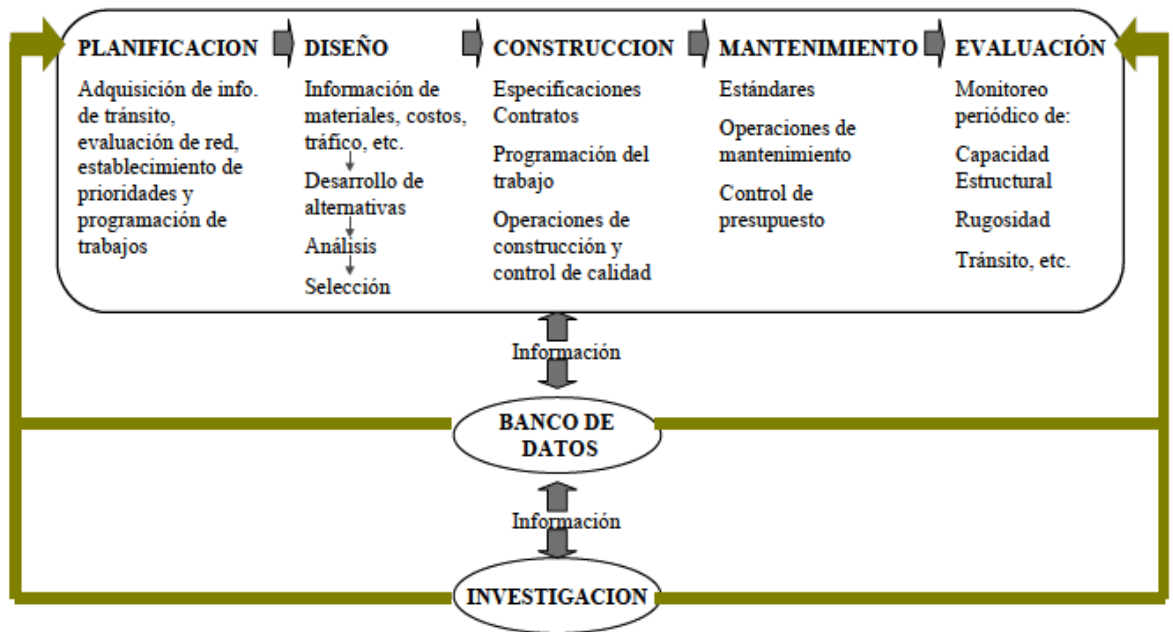 PLANIFICACION
Adquisición de info.
de tránsito,
evaluación de red,
establecimiento de
prioridades y
programación de
trabajos
DISEÑO
Información de
materiales, costos,
tráfico, etc.
Desarrollo de
alternativas
Análisis
Selección
CONSTRUCCION
Especificaciones
Contratos
Programación del
trabajo
Operaciones de
construcción y
control de calidad
MANTENIMIENTO
Estándares
Operaciones de
mantenimiento
Control de
presupuesto
EVALUACIÓN
Monitoreo
periódico de:
Capacidad
Estructural
Rugosidad
Tránsito, etc.
Información
BANCO DE
DATOS
Información
INVESTIGACION